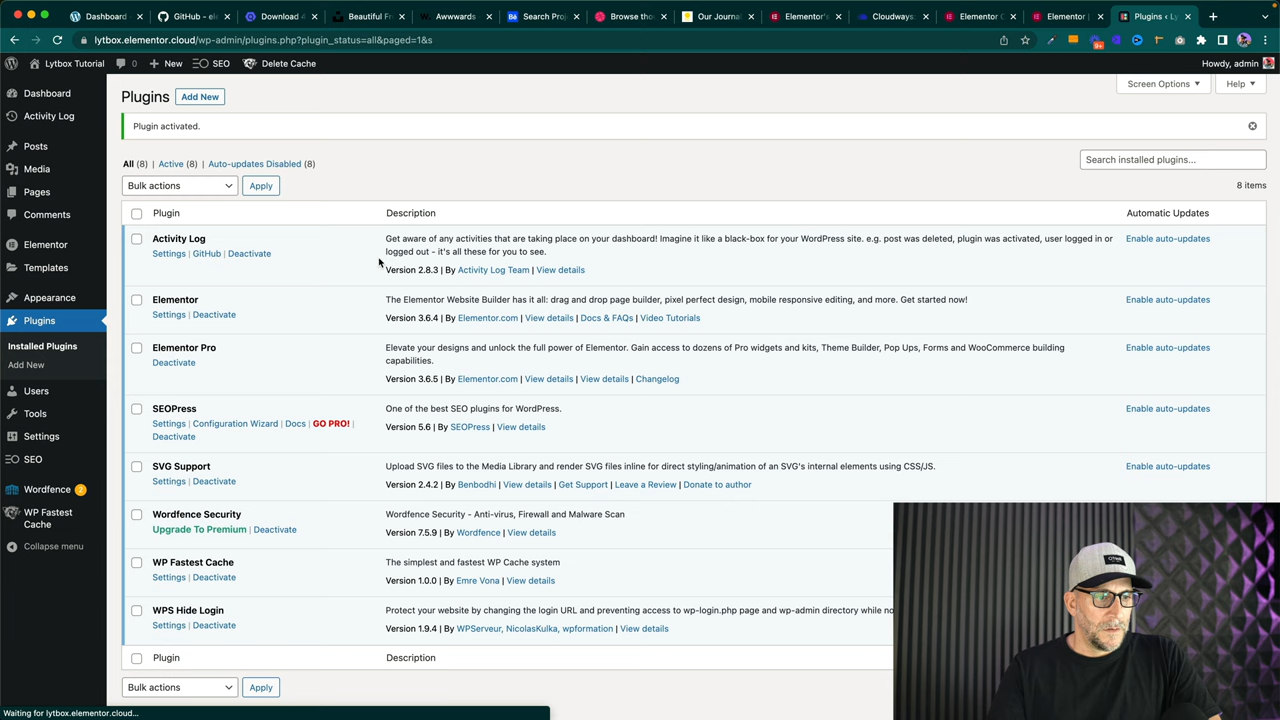 Dashboard
GitHub - ele
Download 4
Beautiful Fr
Awwwards
Search Proj
Browse tho
Our Journal
Elementor's
Cloudways
Elementor C
Elementor |
Plugins ‹ Ly
lytbox.elementor.cloud/wp-admin/plugins.php?plugin_status=all&paged=1&s
Lytbox Tutorial
0
New
SEO
Delete Cache
Howdy, admin
Dashboard
Activity Log
Posts
Media
Pages
Comments
Elementor
Templates
Appearance
Plugins
Installed Plugins
Add New
Users
Tools
Settings
SEO
Wordfence 2
WP Fastest
Cache
Collapse menu
Screen Options
Help
Plugins
Add New
Plugin activated.
All (8) | Active (8) | Auto-updates Disabled (8)
Search installed plugins...
Bulk actions
Apply
8 items
Plugin
Description
Automatic Updates
Activity Log
Settings | GitHub | Deactivate
Get aware of any activities that are taking place on your dashboard! Imagine it like a black-box for your WordPress site. e.g. post was deleted, plugin was activated, user logged in or
logged out - it's all these for you to see.
Version 2.8.3 | By Activity Log Team | View details
Enable auto-updates
Elementor
Settings | Deactivate
The Elementor Website Builder has it all: drag and drop page builder, pixel perfect design, mobile responsive editing, and more. Get started now!
Version 3.6.4 | By Elementor.com | View details | Docs & FAQs | Video Tutorials
Enable auto-updates
Elementor Pro
Deactivate
Elevate your designs and unlock the full power of Elementor. Gain access to dozens of Pro widgets and kits, Theme Builder, Pop Ups, Forms and WooCommerce building
capabilities.
Version 3.6.5 | By Elementor.com | View details | View details | Changelog
Enable auto-updates
SEOPress
Settings | Configuration Wizard | Docs | GO PRO! |
Deactivate
One of the best SEO plugins for WordPress.
Version 5.6 | By SEOPress | View details
Enable auto-updates
SVG Support
Settings | Deactivate
Upload SVG files to the Media Library and render SVG files inline for direct styling/animation of an SVG's internal elements using CSS/JS.
Version 2.4.2 | By Benbodhi | View details | Get Support | Leave a Review | Donate to author
Enable auto-updates
Wordfence Security
Upgrade To Premium | Deactivate
Wordfence Security - Anti-virus, Firewall and Malware Scan
Version 7.5.9 | By Wordfence | View details
WP Fastest Cache
Settings | Deactivate
The simplest and fastest WP Cache system
Version 1.0.0 | By Emre Vona | View details
WPS Hide Login
Settings | Deactivate
Protect your website by changing the login URL and preventing access to wp-login.php page and wp-admin directory while no
Version 1.9.4 | By WPServeur, NicolasKulka, wpformation | View details
Plugin
Description
Bulk actions
Apply
Waiting for lytbox.elementor.cloud...